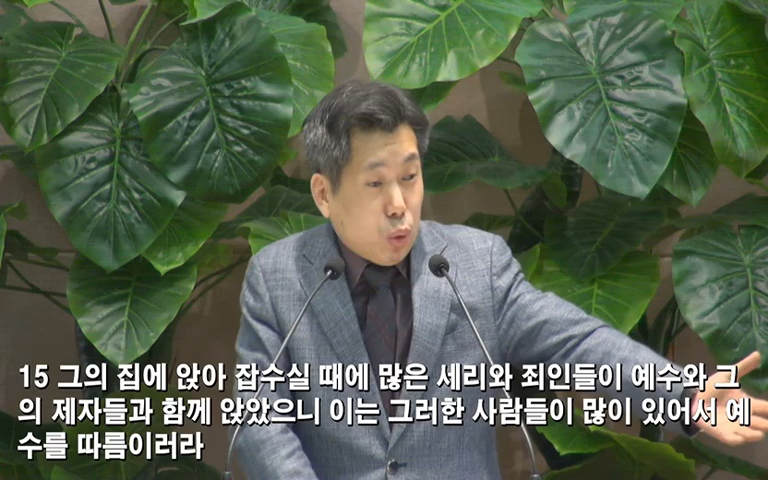 15 그의 집에 앉아 잡수실 때에 많은 세리와 죄인들이 예수와 그
의 제자들과 함께 앉았으니 이는 그러한 사람들이 많이 있어서 예
수를 따름이러라